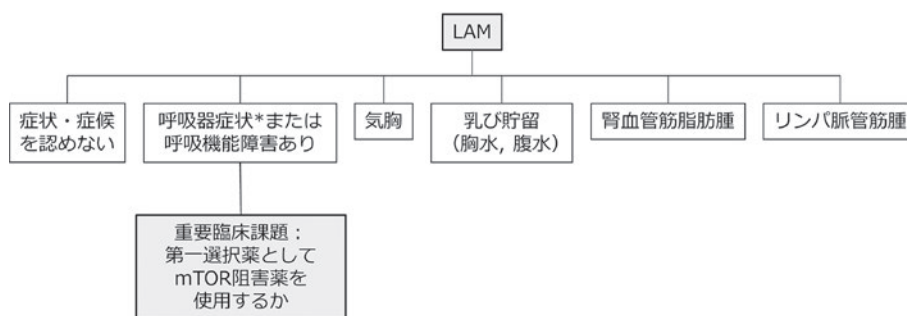 LAM
症状・症候
を認めない
呼吸器症状*または
呼吸機能障害あり
気胸
乳び貯留
（胸水, 腹水）
腎血管筋脂肪腫
リンパ脈管筋腫
重要臨床課題：
第一選択薬として
mTOR阻害薬を
使用するか